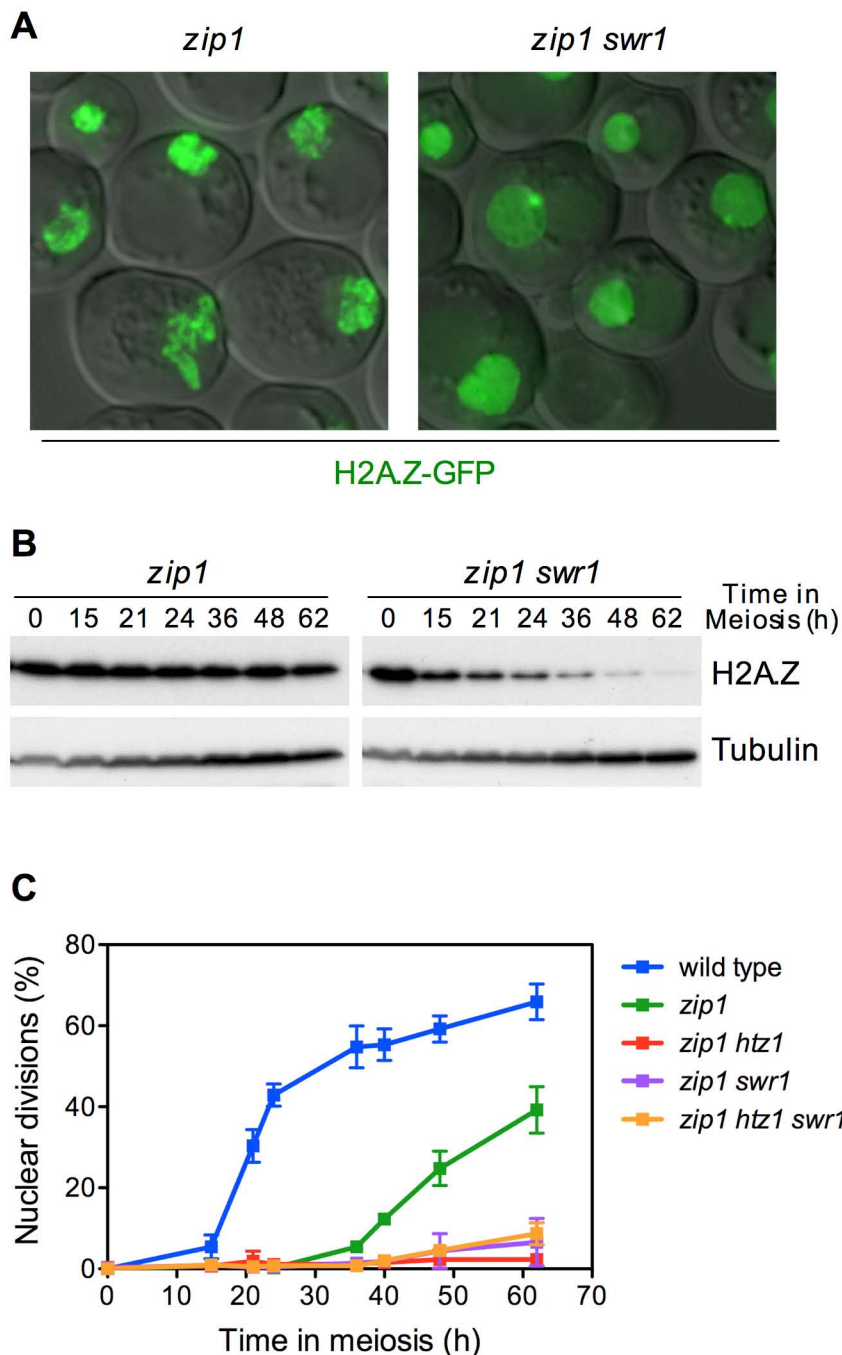 A
zip1
zip1 swr1
H2A.Z-GFP
B
zip1
zip1 swr1
Time in
Meiosis (h)
0 15 21 24 36 48 62
0 15 21 24 36 48 62
H2A.Z
Tubulin
C
Nuclear divisions (%)
80
60
40
20
0
0 10 20 30 40 50 60 70
Time in meiosis (h)
wild type
zip1
zip1 htz1
zip1 swr1
zip1 htz1 swr1